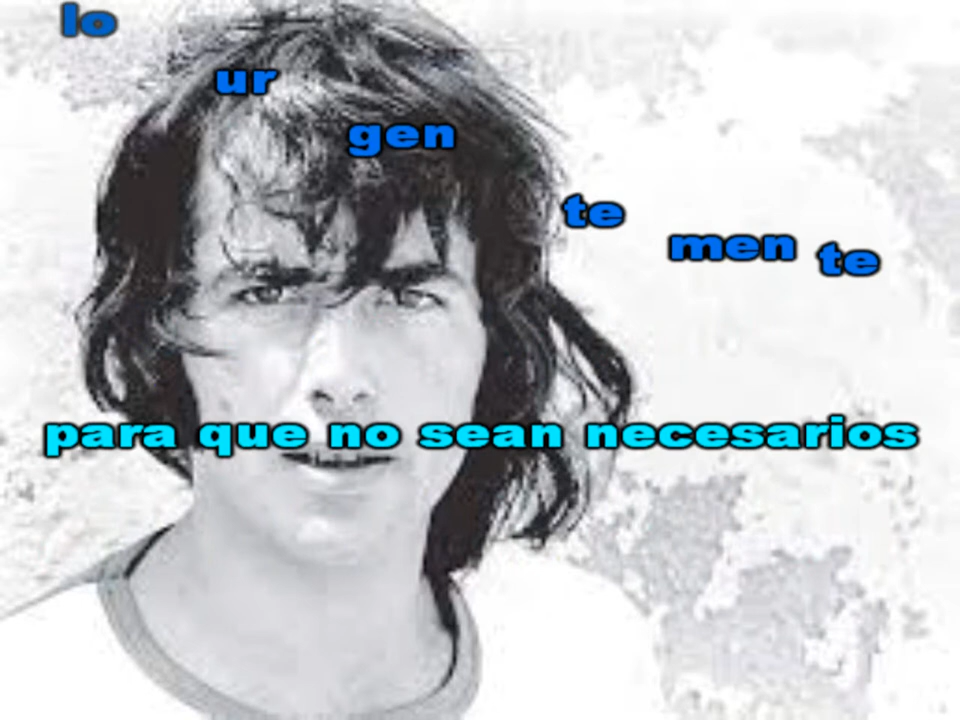 lo
ur
gen
te
men te
para que no sean necesarios